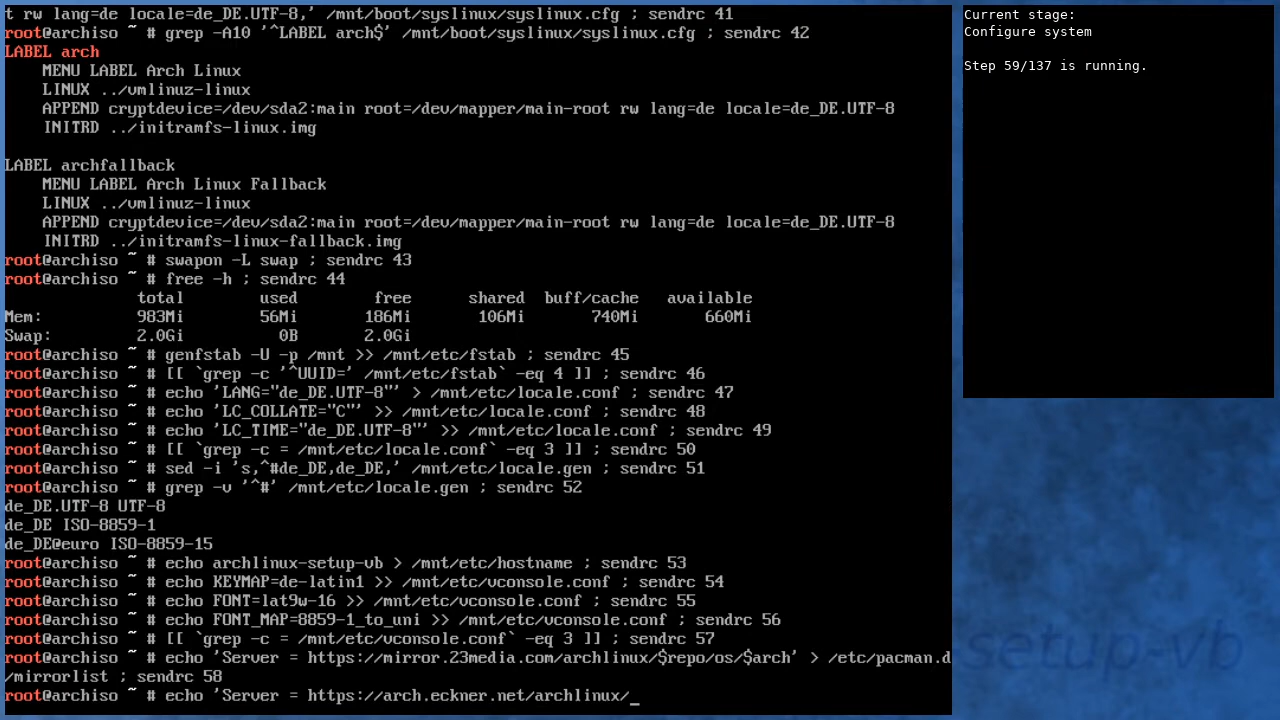 t rw lang=de locale=de_DE.UTF-8,' /mnt/boot/syslinux/syslinux.cfg ; sendrc 41
root@archiso ~ # grep -A10 '^LABEL arch$' /mnt/boot/syslinux/syslinux.cfg ; sendrc 42
LABEL arch
    MENU LABEL Arch Linux
    LINUX ../vmlinuz-linux
    APPEND cryptdevice=/dev/sda2:main root=/dev/mapper/main-root rw lang=de locale=de_DE.UTF-8
    INITRD ../initramfs-linux.img

LABEL archfallback
    MENU LABEL Arch Linux Fallback
    LINUX ../vmlinuz-linux
    APPEND cryptdevice=/dev/sda2:main root=/dev/mapper/main-root rw lang=de locale=de_DE.UTF-8
    INITRD ../initramfs-linux-fallback.img
root@archiso ~ # swapon -L swap ; sendrc 43
root@archiso ~ # free -h ; sendrc 44
              total        used        free      shared  buff/cache   available
Mem:          983Mi        56Mi       186Mi       106Mi       740Mi       660Mi
Swap:         2.0Gi          0B       2.0Gi
root@archiso ~ # genfstab -U -p /mnt >> /mnt/etc/fstab ; sendrc 45
root@archiso ~ # [[ `grep -c '^UUID=' /mnt/etc/fstab` -eq 4 ]] ; sendrc 46
root@archiso ~ # echo 'LANG="de_DE.UTF-8"' > /mnt/etc/locale.conf ; sendrc 47
root@archiso ~ # echo 'LC_COLLATE="C"' >> /mnt/etc/locale.conf ; sendrc 48
root@archiso ~ # echo 'LC_TIME="de_DE.UTF-8"' >> /mnt/etc/locale.conf ; sendrc 49
root@archiso ~ # [[ `grep -c = /mnt/etc/locale.conf` -eq 3 ]] ; sendrc 50
root@archiso ~ # sed -i 's,^#de_DE,de_DE,' /mnt/etc/locale.gen ; sendrc 51
root@archiso ~ # grep -v '^#' /mnt/etc/locale.gen ; sendrc 52
de_DE.UTF-8 UTF-8
de_DE ISO-8859-1
de_DE@euro ISO-8859-15
root@archiso ~ # echo archlinux-setup-vb > /mnt/etc/hostname ; sendrc 53
root@archiso ~ # echo KEYMAP=de-latin1 >> /mnt/etc/vconsole.conf ; sendrc 54
root@archiso ~ # echo FONT=lat9w-16 >> /mnt/etc/vconsole.conf ; sendrc 55
root@archiso ~ # echo FONT_MAP=8859-1_to_uni >> /mnt/etc/vconsole.conf ; sendrc 56
root@archiso ~ # [[ `grep -c = /mnt/etc/vconsole.conf` -eq 3 ]] ; sendrc 57
root@archiso ~ # echo 'Server = https://mirror.23media.com/archlinux/$repo/os/$arch' > /etc/pacman.d
/mirrorlist ; sendrc 58
root@archiso ~ # echo 'Server = https://arch.eckner.net/archlinux/_
Current stage:
Configure system

Step 59/137 is running.
setup-vb